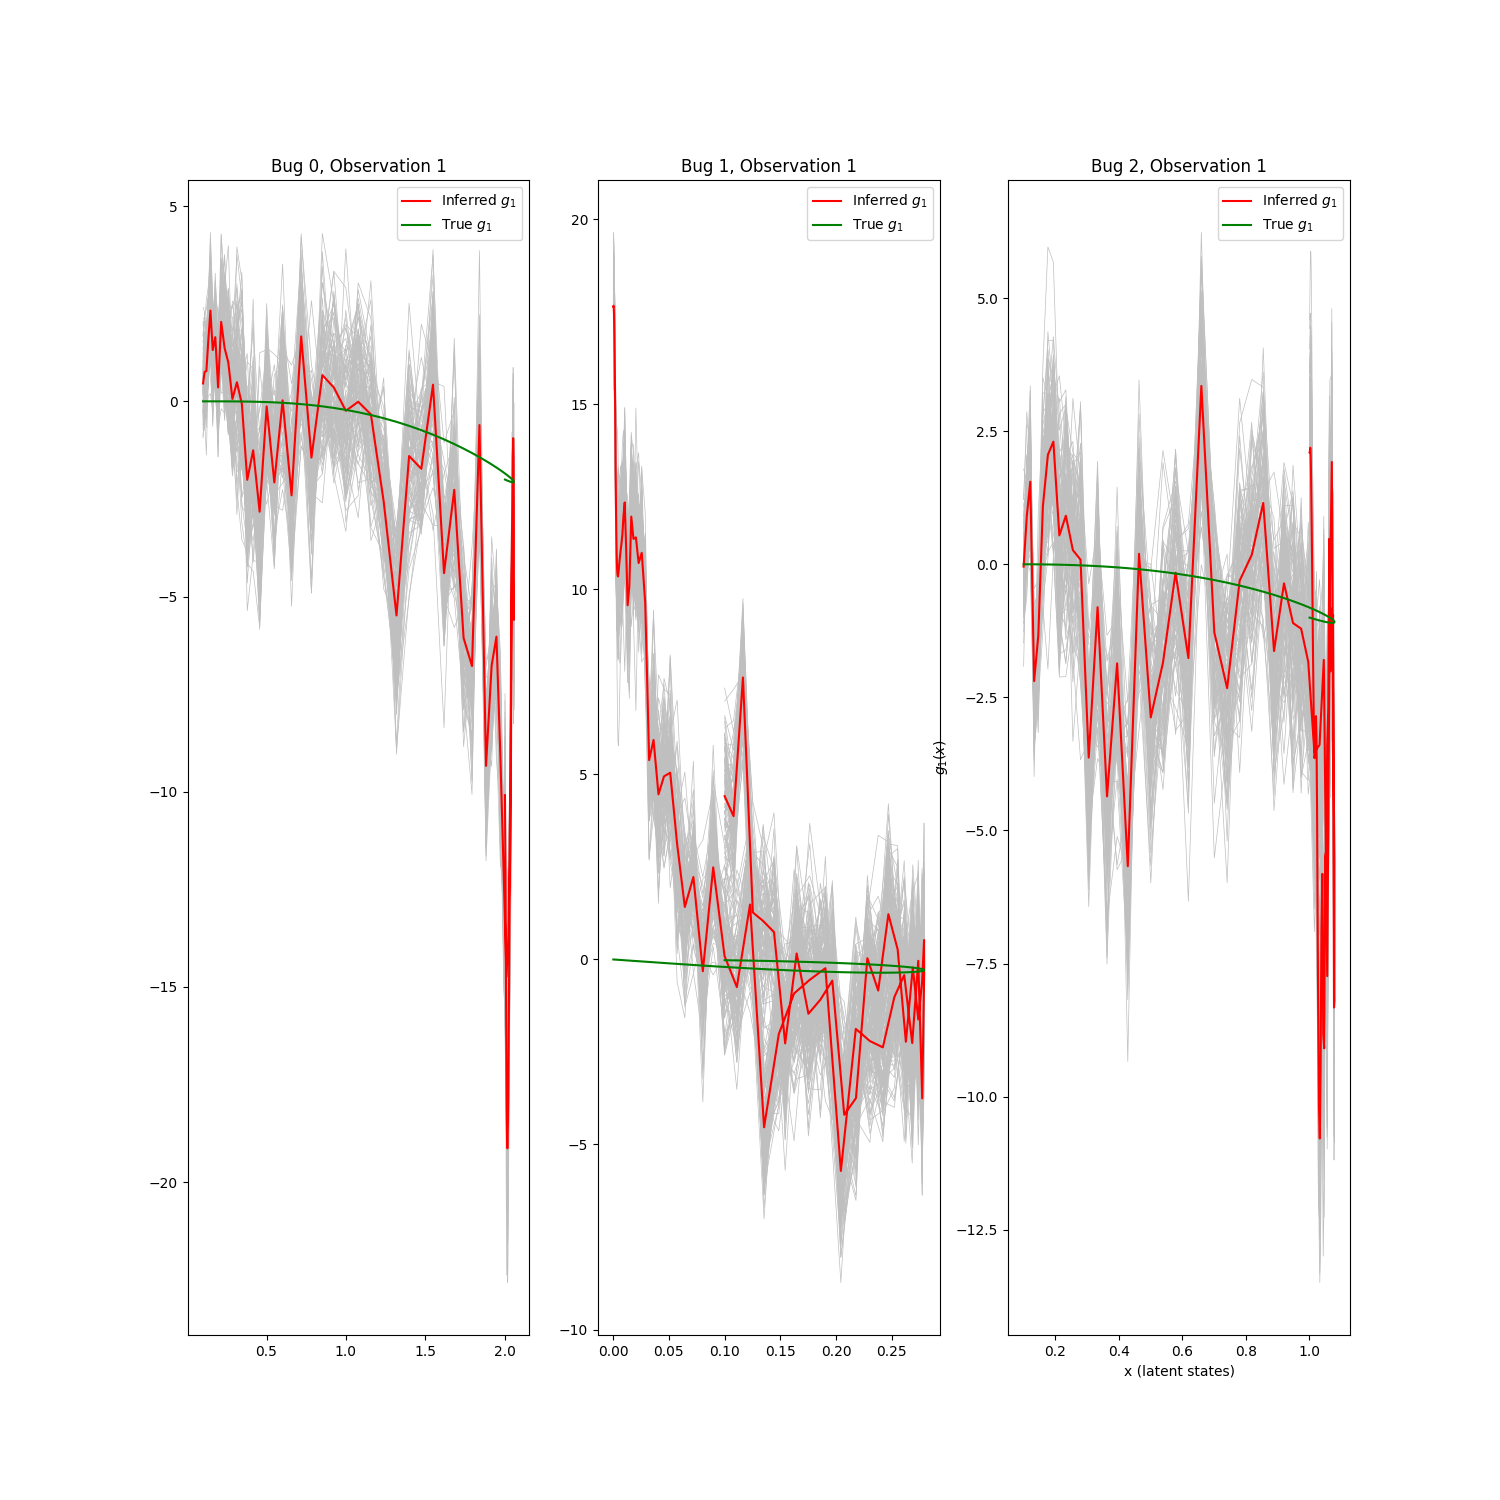 Bug 0, Observation 1
Inferred g₁
True g₁
5
0
−5
−10
−15
−20
0.5 1.0 1.5 2.0
Bug 1, Observation 1
Inferred g₁
True g₁
20
15
10
5
0
−5
−10
0.00 0.05 0.10 0.15 0.20 0.25
Bug 2, Observation 1
Inferred g₁
True g₁
g₁(x)
5.0
2.5
0.0
−2.5
−5.0
−7.5
−10.0
−12.5
0.2 0.4 0.6 0.8 1.0
x (latent states)